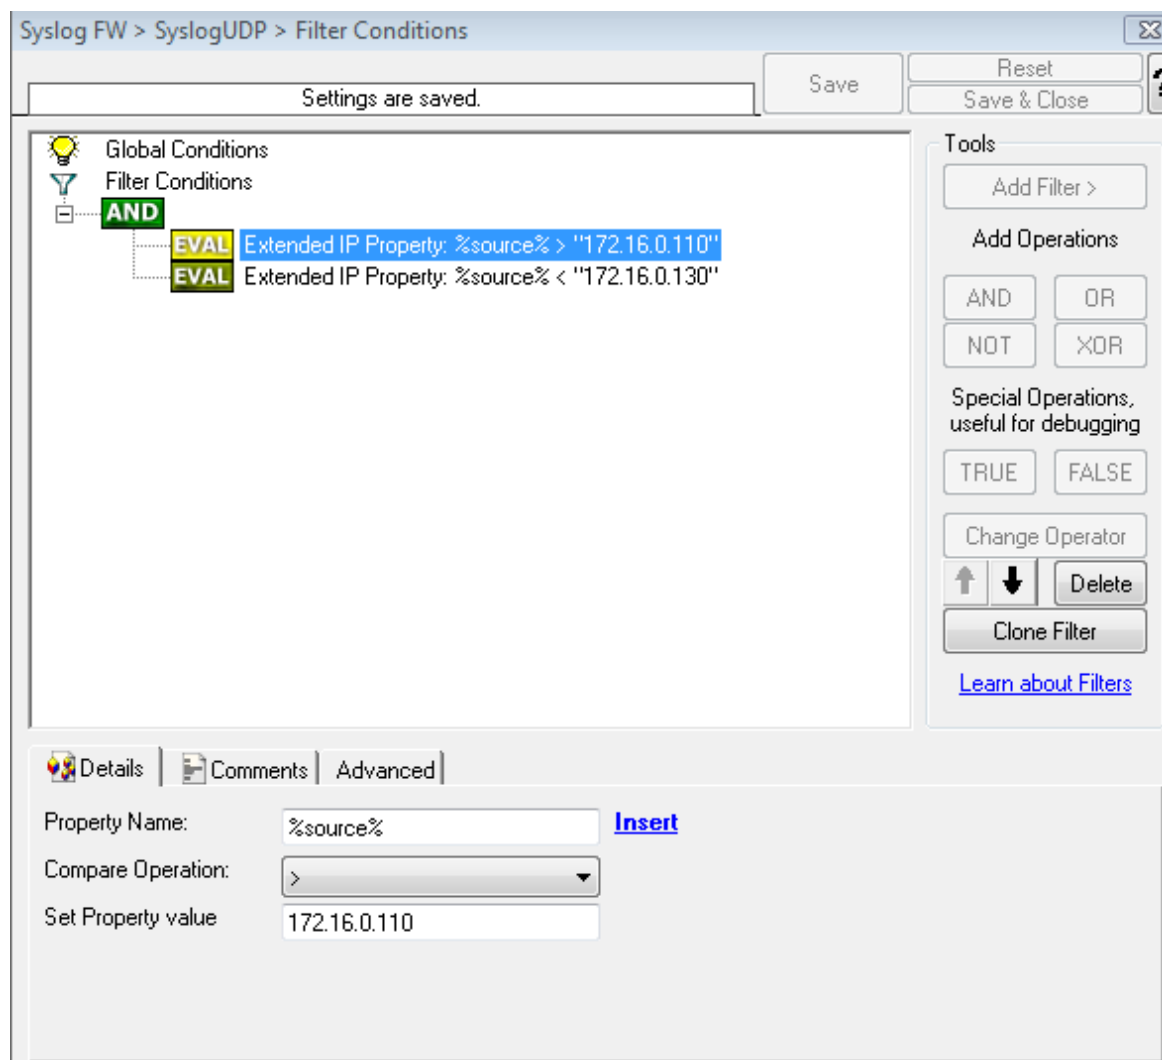 Syslog FW > SyslogUDP > Filter Conditions
Settings are saved.
Save
Reset
Save & Close
Global Conditions
Filter Conditions
AND
EVAL Extended IP Property: %source% > "172.16.0.110"
EVAL Extended IP Property: %source% < "172.16.0.130"
Tools
Add Filter >
Add Operations
AND OR
NOT XOR
Special Operations,
useful for debugging
TRUE FALSE
Change Operator
Delete
Clone Filter
Learn about Filters
Details Comments Advanced
Property Name: %source% Insert
Compare Operation: >
Set Property value 172.16.0.110